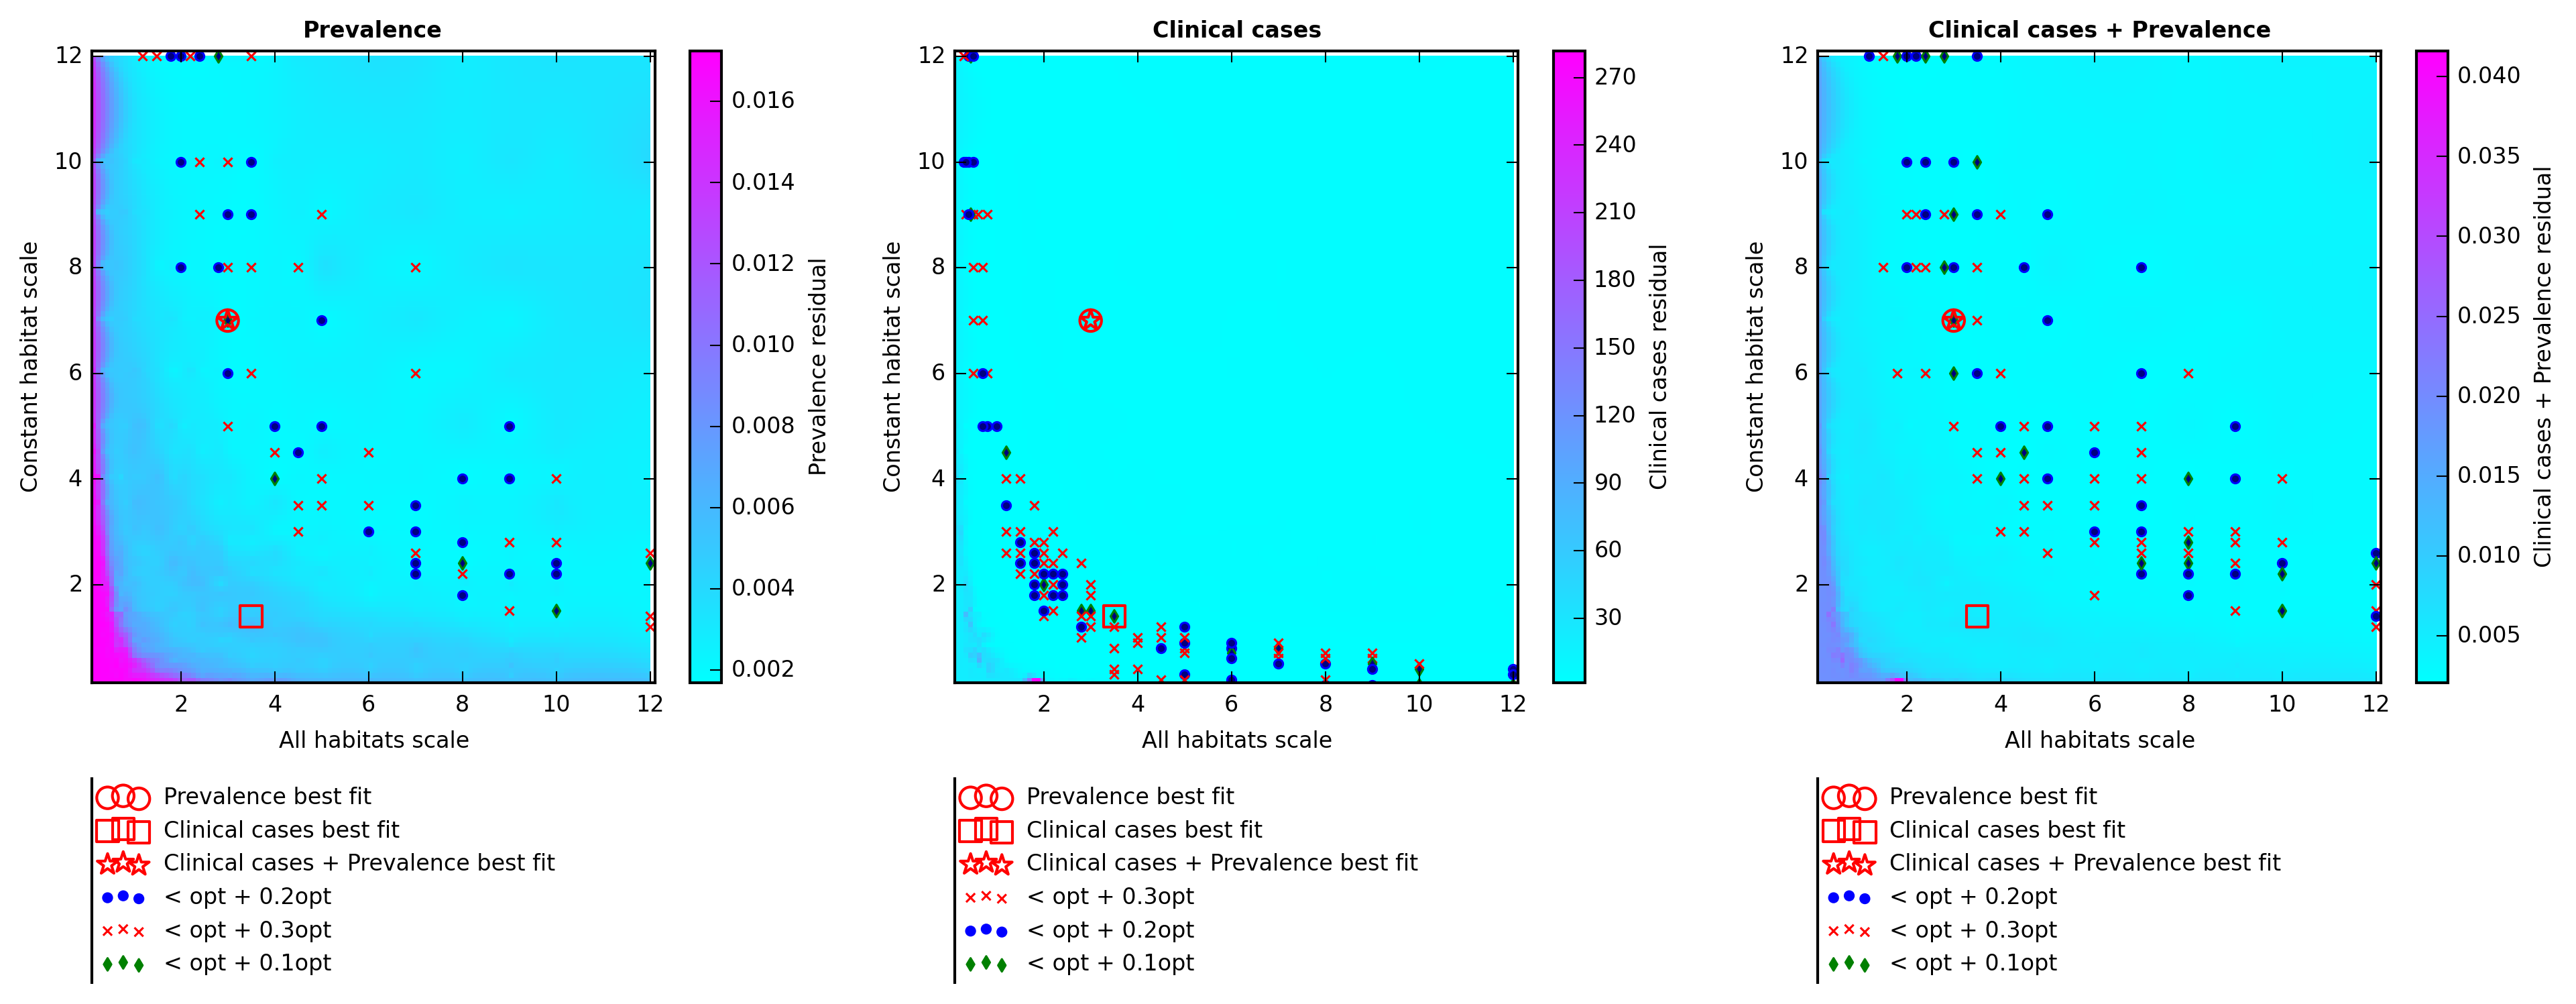 Prevalence
12
10
8
6
4
2
Constant habitat scale
2 4 6 8 10 12
All habitats scale
0.016
0.014
0.012
0.010
0.008
0.006
0.004
0.002
Prevalence residual
Prevalence best fit
Clinical cases best fit
Clinical cases + Prevalence best fit
< opt + 0.2opt
< opt + 0.3opt
< opt + 0.1opt
Clinical cases
12
10
8
6
4
2
Constant habitat scale
2 4 6 8 10 12
All habitats scale
270
240
210
180
150
120
90
60
30
Clinical cases residual
Prevalence best fit
Clinical cases best fit
Clinical cases + Prevalence best fit
< opt + 0.3opt
< opt + 0.2opt
< opt + 0.1opt
Clinical cases + Prevalence
12
10
8
6
4
2
Constant habitat scale
2 4 6 8 10 12
All habitats scale
0.040
0.035
0.030
0.025
0.020
0.015
0.010
0.005
Clinical cases + Prevalence residual
Prevalence best fit
Clinical cases best fit
Clinical cases + Prevalence best fit
< opt + 0.2opt
< opt + 0.3opt
< opt + 0.1opt